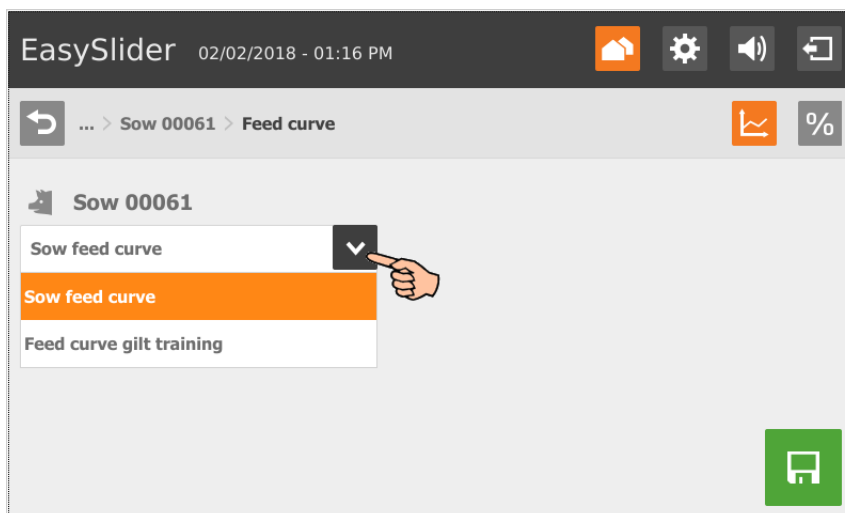 EasySlider 02/02/2018 - 01:16 PM
... > Sow 00061 > Feed curve
%
Sow 00061
Sow feed curve
Sow feed curve
Feed curve gilt training